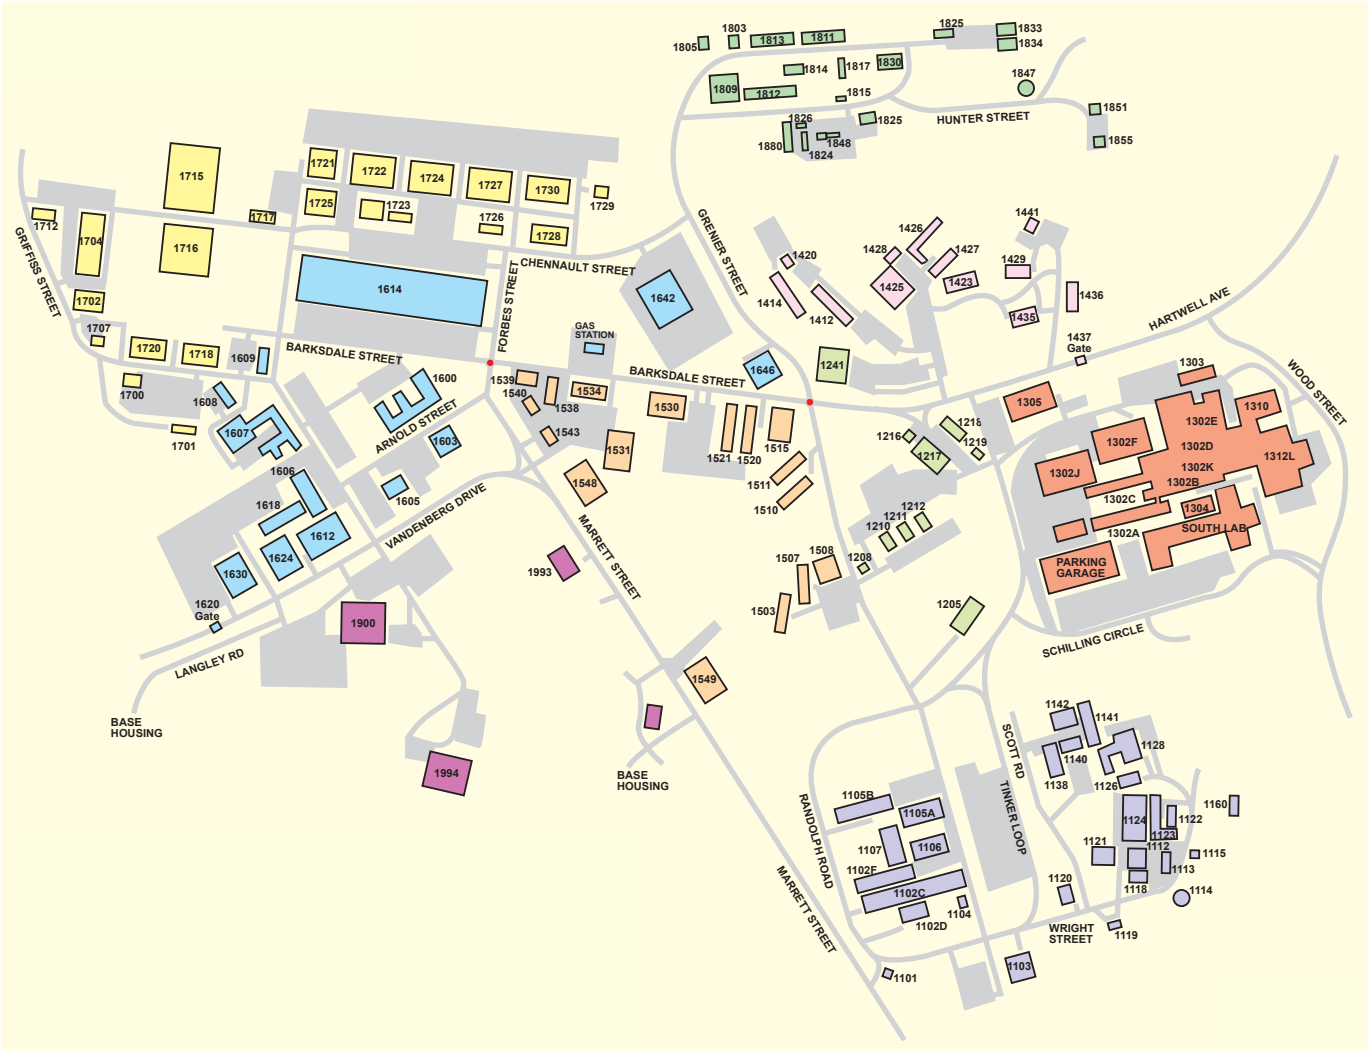 1805
1803
1813
1811
1825
1833
1834
1809
1814
1812
1817
1830
1815
1847
1826
1880
1824
1848
1825
HUNTER STREET
1851
1855
1715
1721
1722
1724
1727
1730
1729
1712
1704
1717
1725
1723
1726
1728
1716
GRIFFISS STREET
1702
1707
1720
1718
1700
1701
1614
FORBES STREET
CHENNAULT STREET
GRENIER STREET
1642
GAS
STATION
BARKSDALE STREET
BARKSDALE STREET
1646
1609
1608
1607
1606
1600
ARNOLD STREET
1603
1605
1618
1612
1624
1630
1620
Gate
VANDENBERG DRIVE
LANGLEY RD
BASE
HOUSING
1900
1994
1993
1539
1540
1538
1534
1543
1530
1531
1548
1521
1520
1515
1511
1510
1507
1508
1503
1549
MARRETT STREET
BASE
HOUSING
MARRETT STREET
1420
1414
1412
1426
1428
1427
1425
1423
1441
1429
1435
1436
1437
Gate
HARTWELL AVE
WOOD STREET
1241
1216
1218
1219
1217
1212
1211
1210
1208
1205
1305
1303
1310
1302E
1302F
1302D
1312L
1302J
1302K
1302B
1302C
1304
1302A
SOUTH LAB
PARKING
GARAGE
SCHILLING CIRCLE
SCOTT RD
TINKER LOOP
RANDOLPH ROAD
1142
1141
1140
1138
1128
1126
1124
1123
1122
1160
1121
1112
1113
1115
1118
1114
1120
1119
WRIGHT
STREET
1105B
1105A
1107
1106
1102F
1102C
1102D
1104
1103
1101